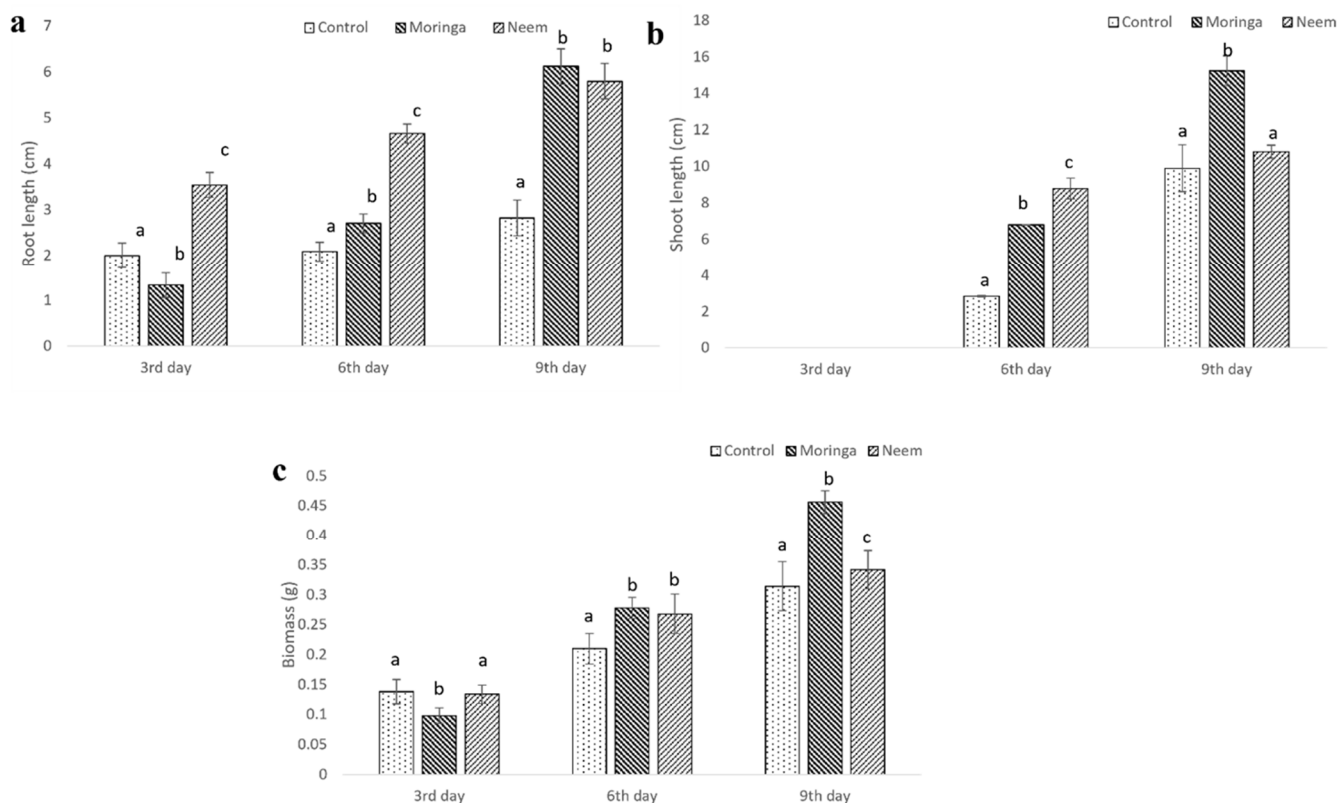 a
Control Moringa Neem
Root length (cm)
7
6
5
4
3
2
1
0
a
b
c
a
b
c
a
b
b
3rd day 6th day 9th day
b
Control Moringa Neem
Shoot length (cm)
18
16
14
12
10
8
6
4
2
0
a
b
c
a
b
a
3rd day 6th day 9th day
c
Control Moringa Neem
Biomass (g)
0.5
0.45
0.4
0.35
0.3
0.25
0.2
0.15
0.1
0.05
0
a
b
a
a
b
b
a
b
c
3rd day 6th day 9th day